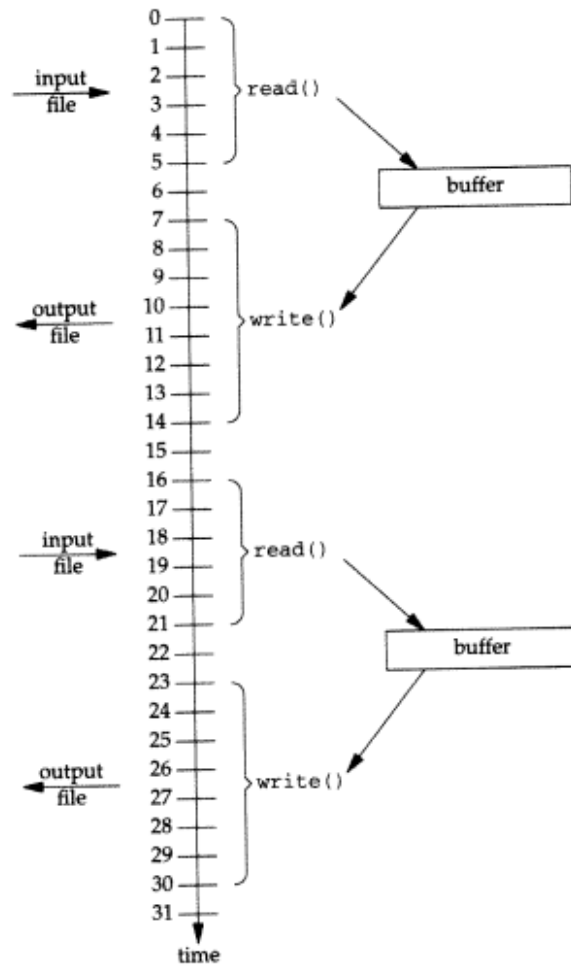 0
1
2
input
file
3
read()
4
5
buffer
6
7
8
9
10
output
file
write()
11
12
13
14
15
16
17
18
input
file
read()
19
20
21
buffer
22
23
24
25
26
output
file
write()
27
28
29
30
31
time